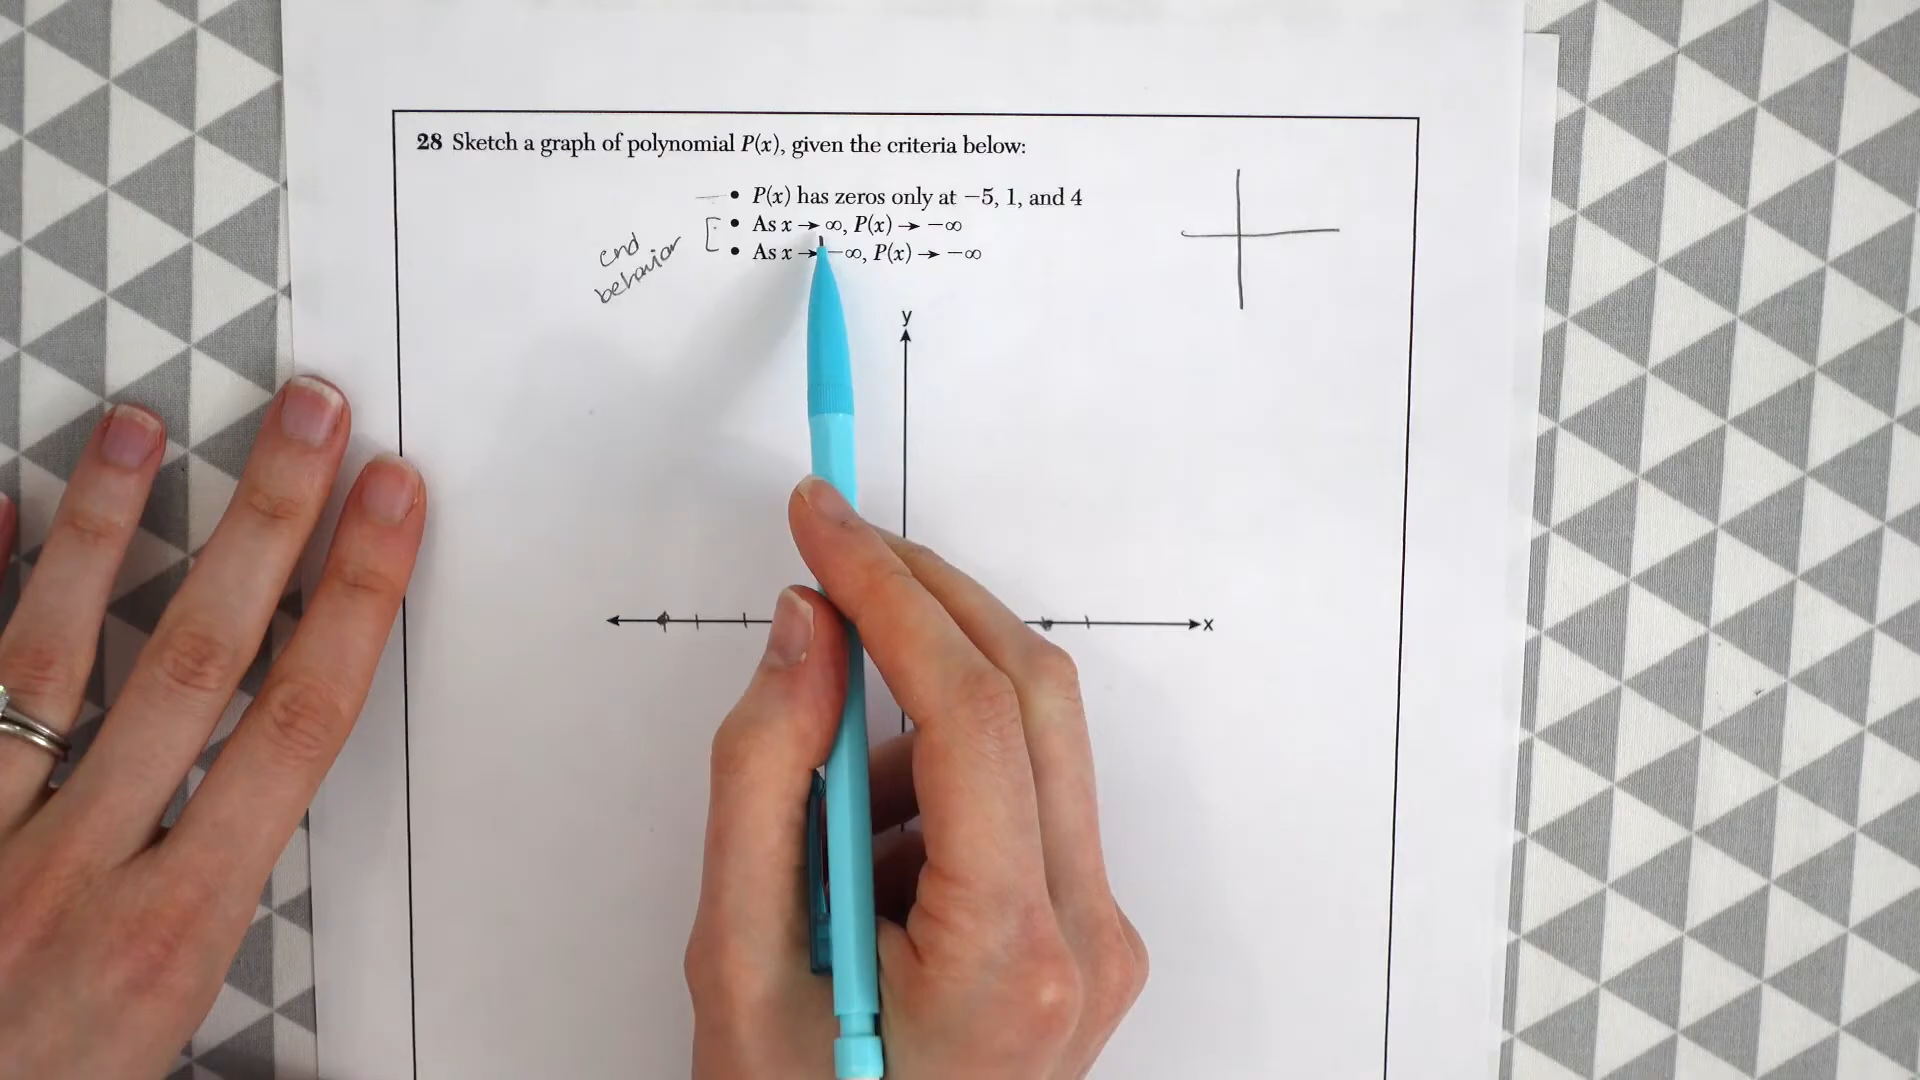 28 Sketch a graph of polynomial P(x), given the criteria below:
• P(x) has zeros only at −5, 1, and 4
• As x → ∞, P(x) → −∞
• As x → −∞, P(x) → −∞
end
behavior
y
x